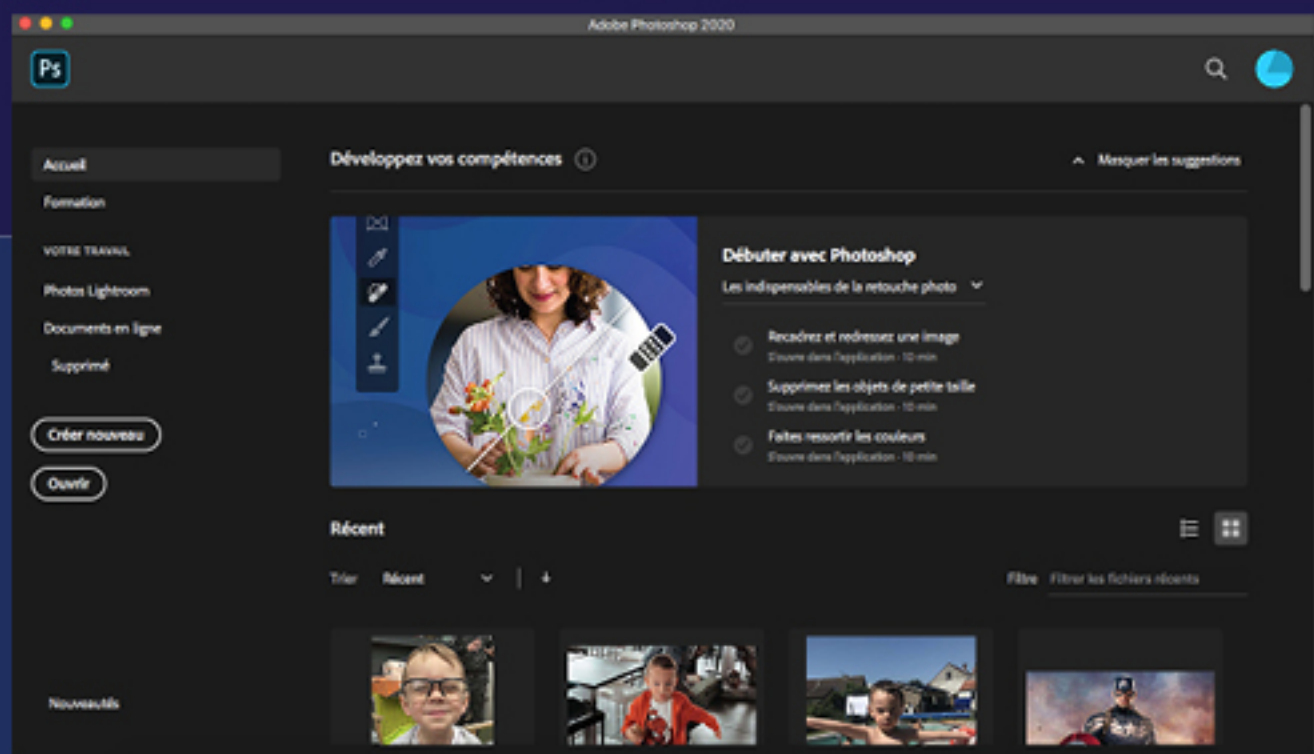 Adobe Photoshop 2020
Ps
Accueil
Formation
VOTRE TRAVAIL
Photos Lightroom
Documents en ligne
Supprimé
Créer nouveau
Ouvrir
Nouveautés
Développez vos compétences
Masquer les suggestions
Débuter avec Photoshop
Les indispensables de la retouche photo
Recadrez et redressez une image
S'ouvre dans l'application · 10 min
Supprimez les objets de petite taille
S'ouvre dans l'application · 10 min
Faites ressortir les couleurs
S'ouvre dans l'application · 10 min
Récent
Trier Récent
Filtre Filtrer les fichiers récents